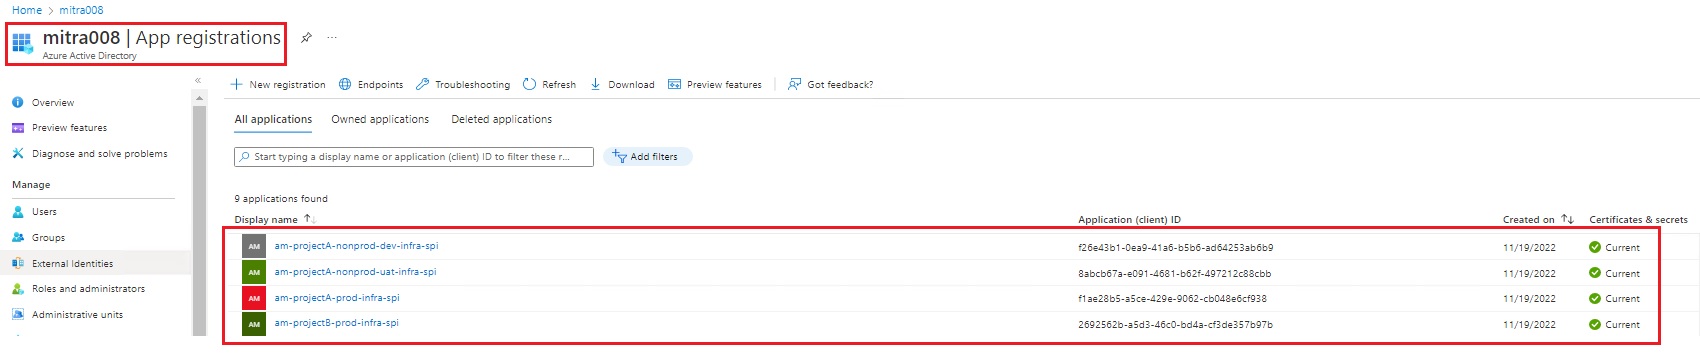 Home > mitra008
mitra008 | App registrations
Azure Active Directory
Overview
Preview features
Diagnose and solve problems
Manage
Users
Groups
External Identities
Roles and administrators
Administrative units
New registration Endpoints Troubleshooting Refresh Download Preview features Got feedback?
All applications Owned applications Deleted applications
Start typing a display name or application (client) ID to filter these r... Add filters
9 applications found
Display name Application (client) ID Created on Certificates & secrets
AM am-projectA-nonprod-dev-infra-spi f26e43b1-0ea9-41a6-b5b6-ad64253ab6b9 11/19/2022 Current
AM am-projectA-nonprod-uat-infra-spi 8abcb67a-e091-4681-b62f-497212c88cbb 11/19/2022 Current
AM am-projectA-prod-infra-spi f1ae28b5-a5ce-429e-9062-cb048e6cf938 11/19/2022 Current
AM am-projectB-prod-infra-spi 2692562b-a5d3-46c0-bd4a-cf3de357b97b 11/19/2022 Current